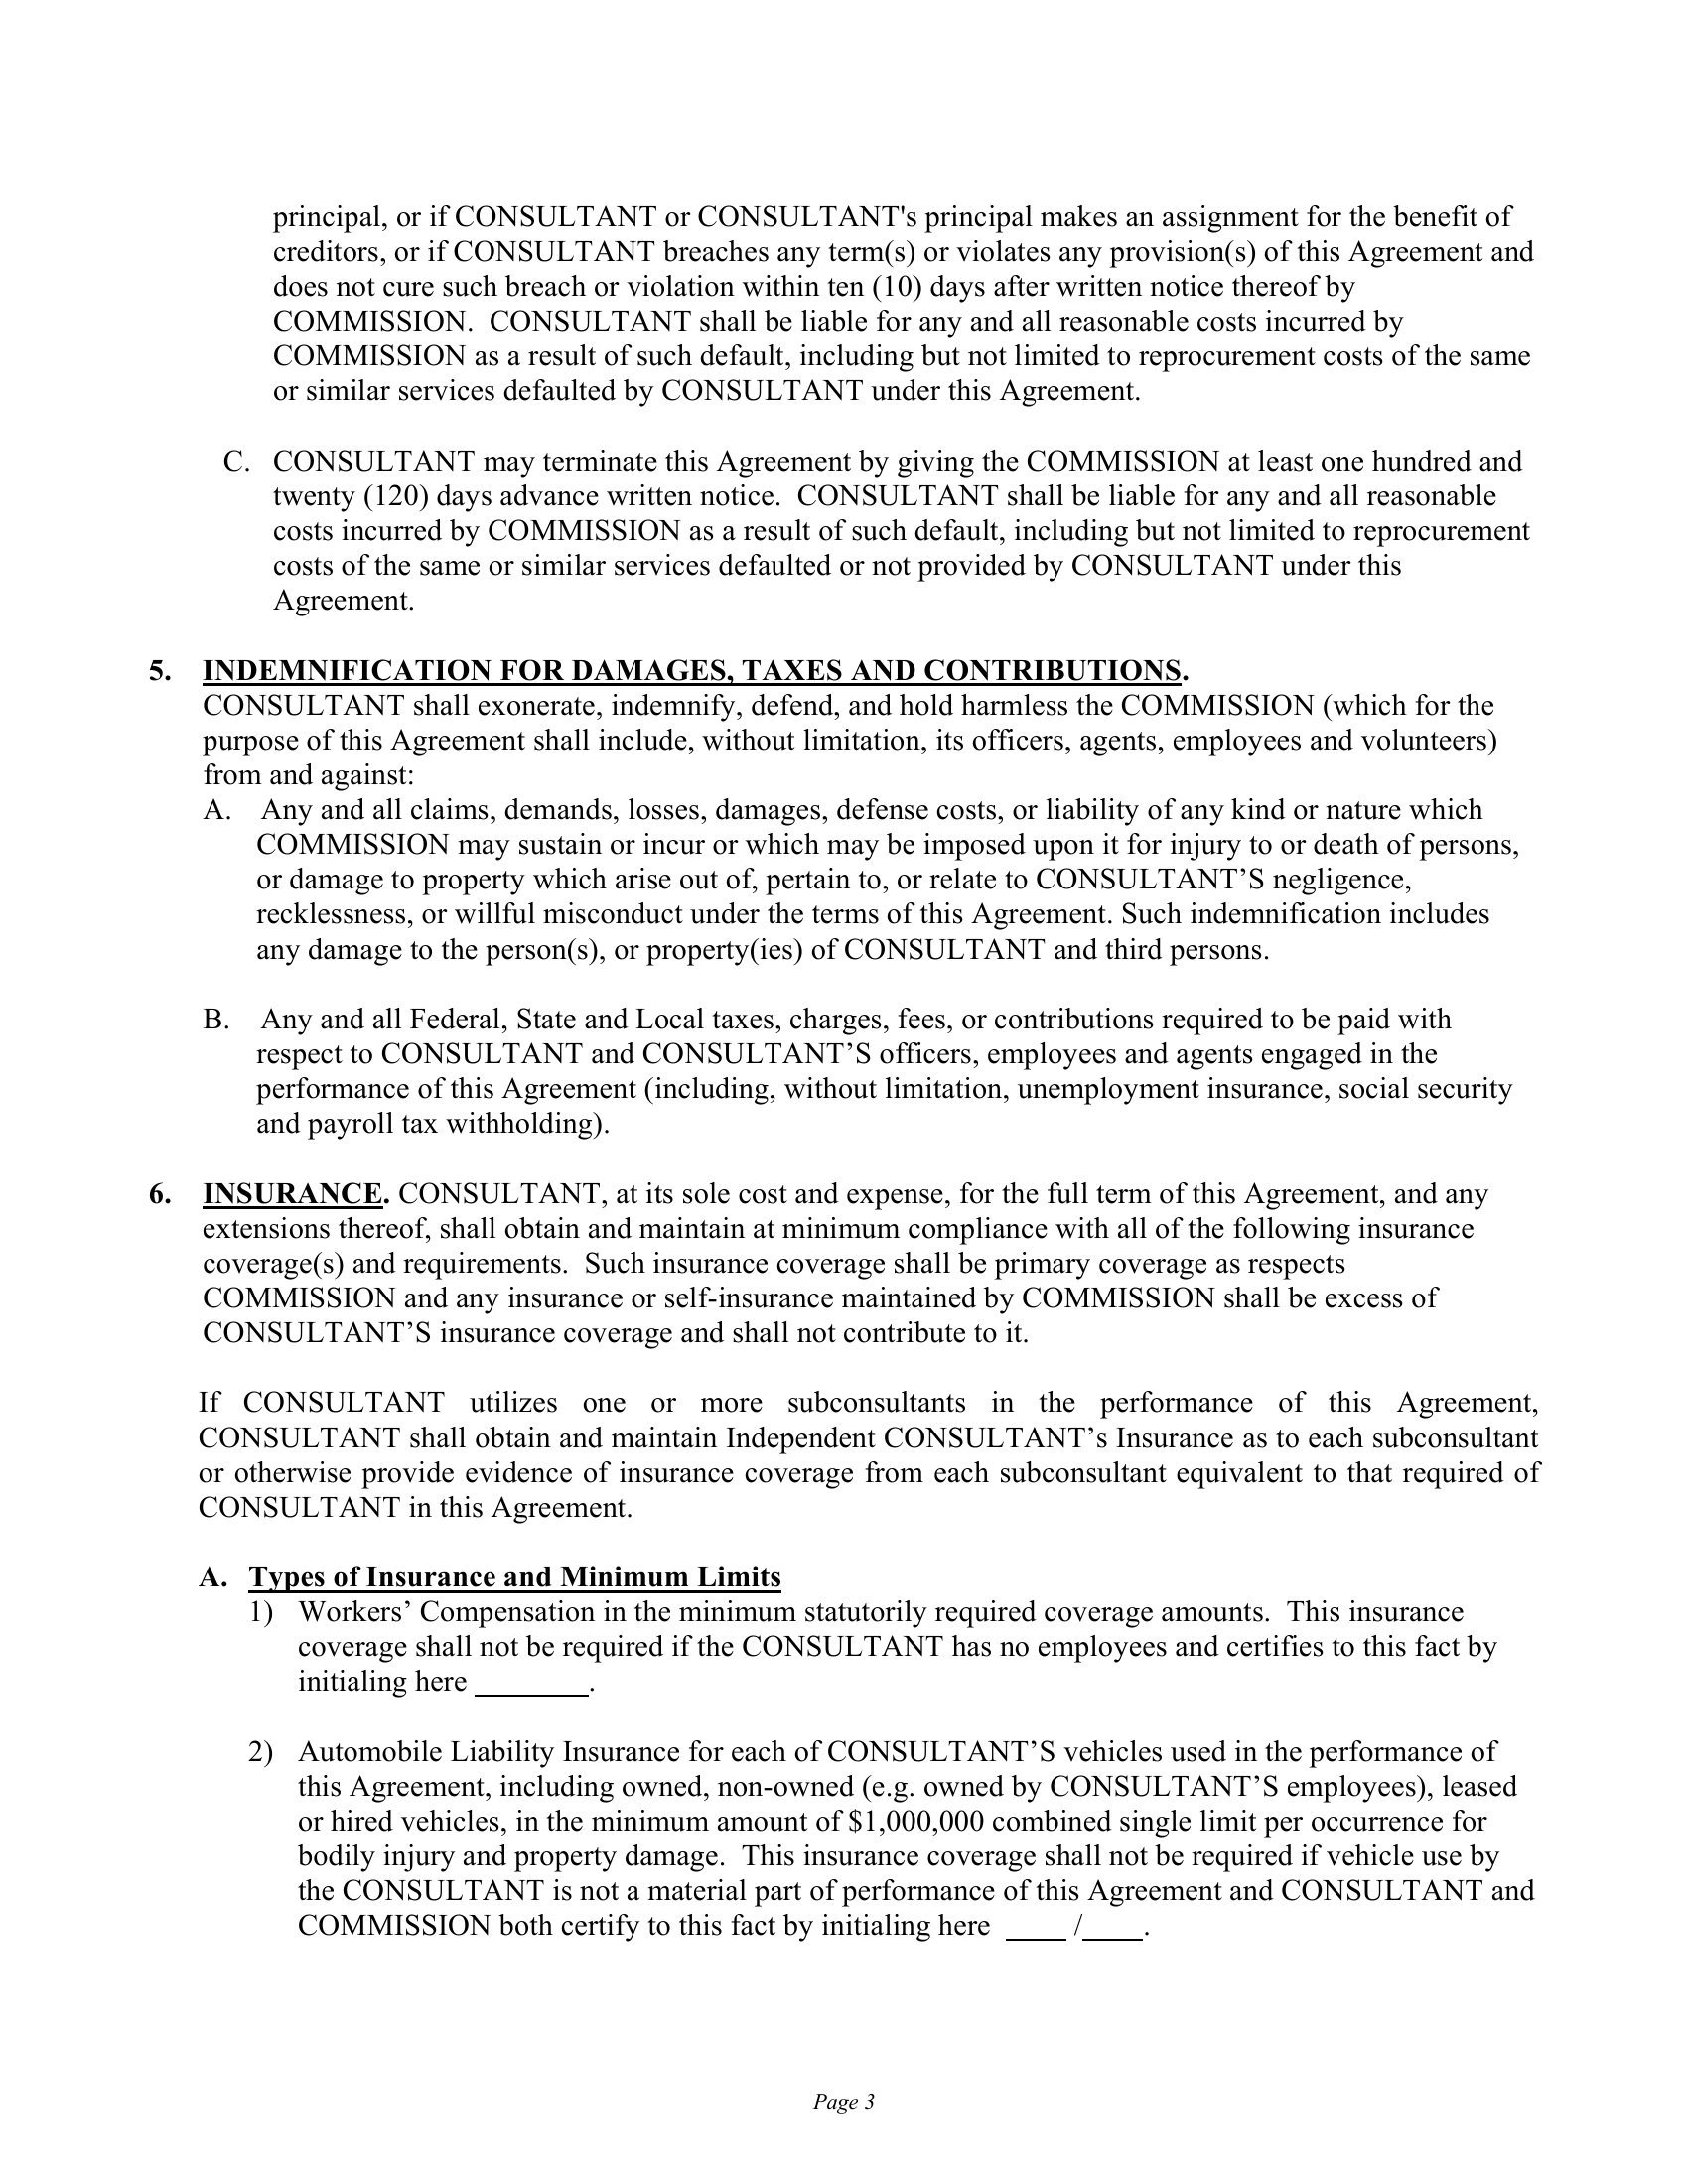 principal, or if CONSULTANT or CONSULTANT's principal makes an assignment for the benefit of
creditors, or if CONSULTANT breaches any term(s) or violates any provision(s) of this Agreement and
does not cure such breach or violation within ten (10) days after written notice thereof by
COMMISSION.  CONSULTANT shall be liable for any and all reasonable costs incurred by
COMMISSION as a result of such default, including but not limited to reprocurement costs of the same
or similar services defaulted by CONSULTANT under this Agreement.
C. CONSULTANT may terminate this Agreement by giving the COMMISSION at least one hundred and
twenty (120) days advance written notice.  CONSULTANT shall be liable for any and all reasonable
costs incurred by COMMISSION as a result of such default, including but not limited to reprocurement
costs of the same or similar services defaulted or not provided by CONSULTANT under this
Agreement.
5. INDEMNIFICATION FOR DAMAGES, TAXES AND CONTRIBUTIONS.
CONSULTANT shall exonerate, indemnify, defend, and hold harmless the COMMISSION (which for the
purpose of this Agreement shall include, without limitation, its officers, agents, employees and volunteers)
from and against:
A. Any and all claims, demands, losses, damages, defense costs, or liability of any kind or nature which
COMMISSION may sustain or incur or which may be imposed upon it for injury to or death of persons,
or damage to property which arise out of, pertain to, or relate to CONSULTANT’S negligence,
recklessness, or willful misconduct under the terms of this Agreement. Such indemnification includes
any damage to the person(s), or property(ies) of CONSULTANT and third persons.
B. Any and all Federal, State and Local taxes, charges, fees, or contributions required to be paid with
respect to CONSULTANT and CONSULTANT’S officers, employees and agents engaged in the
performance of this Agreement (including, without limitation, unemployment insurance, social security
and payroll tax withholding).
6. INSURANCE. CONSULTANT, at its sole cost and expense, for the full term of this Agreement, and any
extensions thereof, shall obtain and maintain at minimum compliance with all of the following insurance
coverage(s) and requirements.  Such insurance coverage shall be primary coverage as respects
COMMISSION and any insurance or self-insurance maintained by COMMISSION shall be excess of
CONSULTANT’S insurance coverage and shall not contribute to it.
If CONSULTANT utilizes one or more subconsultants in the performance of this Agreement,
CONSULTANT shall obtain and maintain Independent CONSULTANT’s Insurance as to each subconsultant
or otherwise provide evidence of insurance coverage from each subconsultant equivalent to that required of
CONSULTANT in this Agreement.
A. Types of Insurance and Minimum Limits
1) Workers’ Compensation in the minimum statutorily required coverage amounts.  This insurance
coverage shall not be required if the CONSULTANT has no employees and certifies to this fact by
initialing here ________.
2) Automobile Liability Insurance for each of CONSULTANT’S vehicles used in the performance of
this Agreement, including owned, non-owned (e.g. owned by CONSULTANT’S employees), leased
or hired vehicles, in the minimum amount of $1,000,000 combined single limit per occurrence for
bodily injury and property damage.  This insurance coverage shall not be required if vehicle use by
the CONSULTANT is not a material part of performance of this Agreement and CONSULTANT and
COMMISSION both certify to this fact by initialing here ____ /____.
Page 3